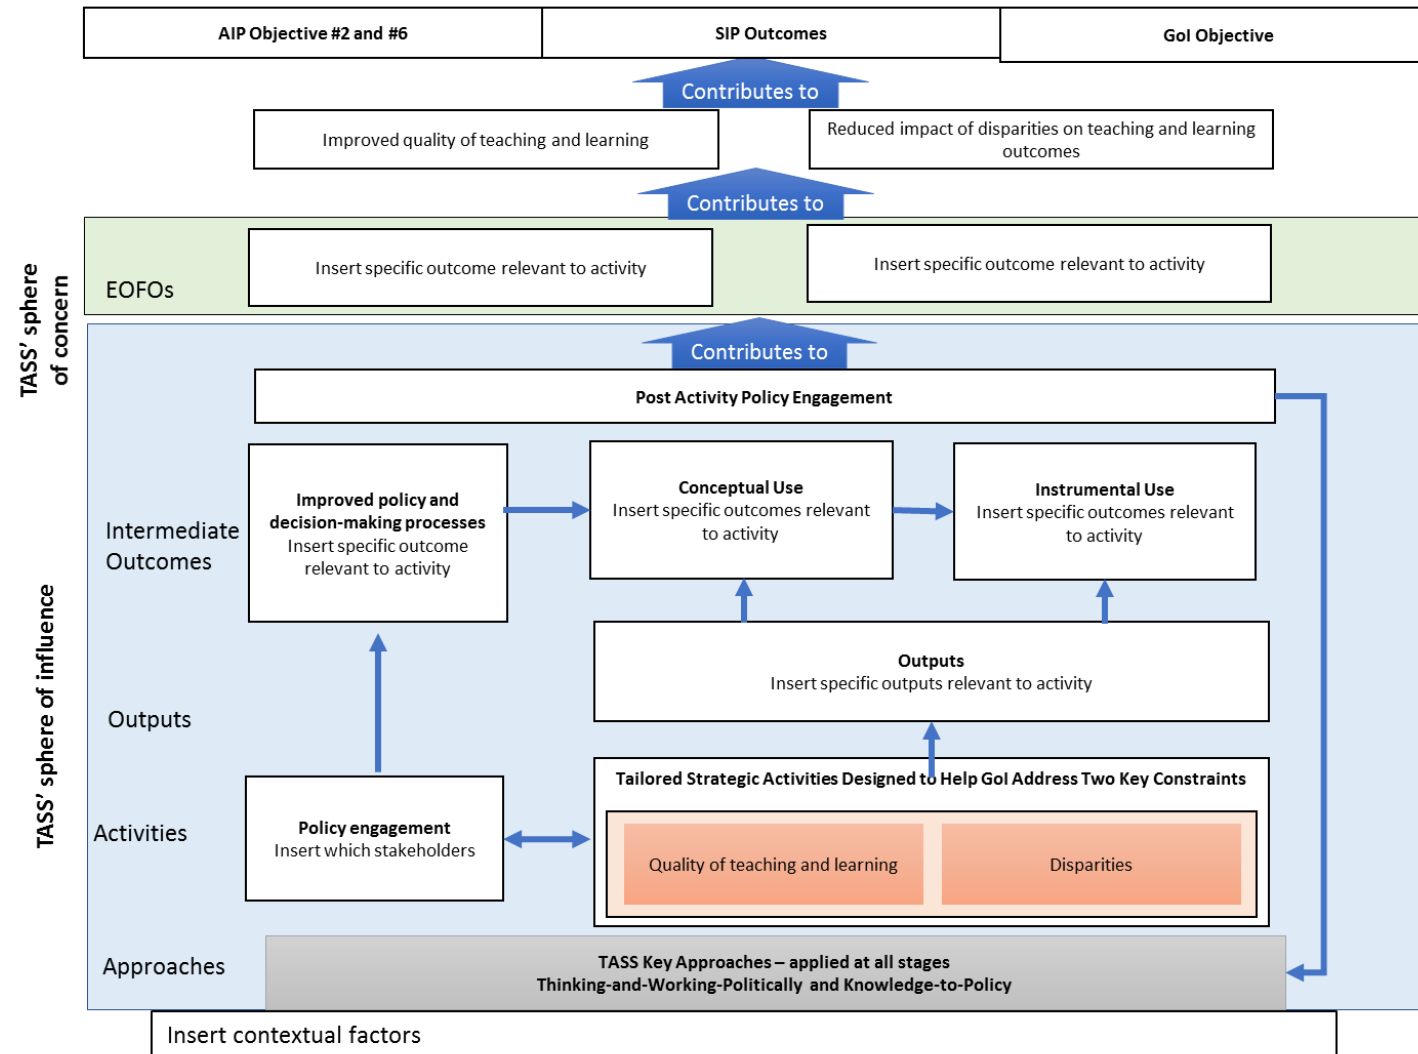 AIP Objective #2 and #6
SIP Outcomes
GoI Objective
Contributes to
Improved quality of teaching and learning
Reduced impact of disparities on teaching and learning
outcomes
Contributes to
TASS’ sphere
of concern
EOFOs
Insert specific outcome relevant to activity
Insert specific outcome relevant to activity
Contributes to
Post Activity Policy Engagement
TASS’ sphere of influence
Intermediate
Outcomes
Improved policy and
decision-making processes
Insert specific outcome
relevant to activity
Conceptual Use
Insert specific outcomes relevant
to activity
Instrumental Use
Insert specific outcomes relevant
to activity
Outputs
Outputs
Insert specific outputs relevant to activity
Activities
Policy engagement
Insert which stakeholders
Tailored Strategic Activities Designed to Help GoI Address Two Key Constraints
Quality of teaching and learning
Disparities
Approaches
TASS Key Approaches – applied at all stages
Thinking-and-Working-Politically and Knowledge-to-Policy
Insert contextual factors